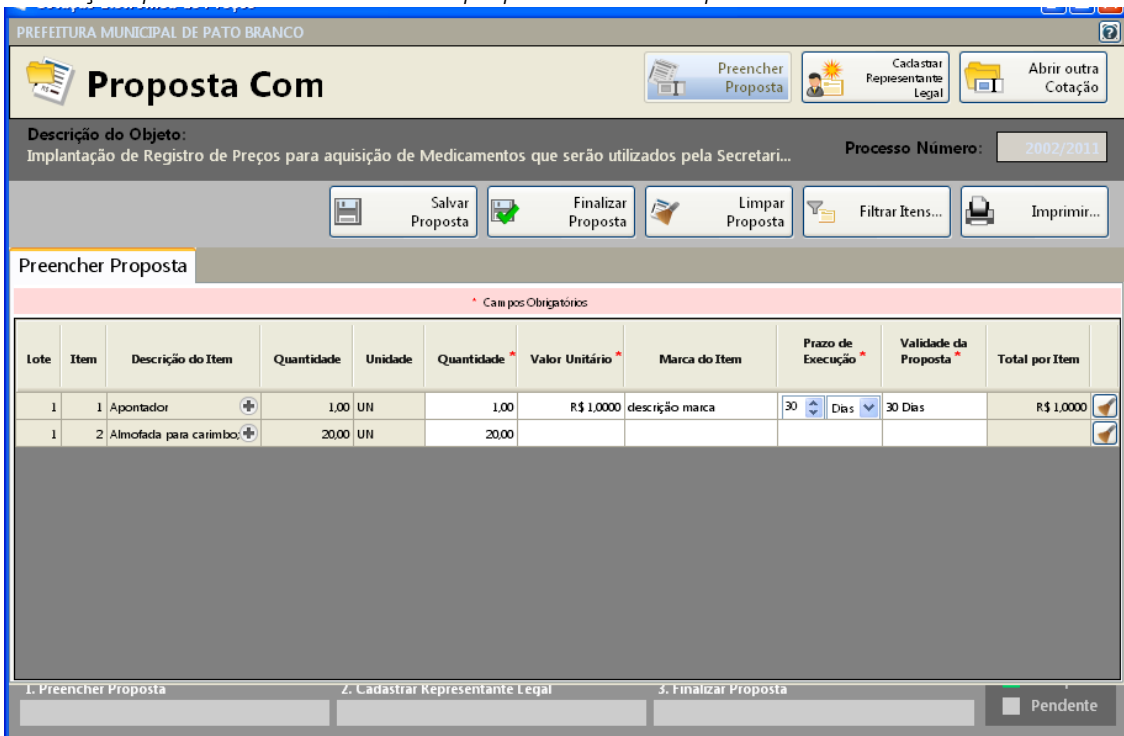 PREFEITURA MUNICIPAL DE PATO BRANCO
Proposta Com
Preencher
Proposta
Cadastrar
Representante
Legal
Abrir outra
Cotação
Descrição do Objeto:
Implantação de Registro de Preços para aquisição de Medicamentos que serão utilizados pela Secretari...
Processo Número:
2002/2011
Salvar
Proposta
Finalizar
Proposta
Limpar
Proposta
Filtrar Itens...
Imprimir...
Preencher Proposta
* Campos Obrigatórios
Lote Item Descrição do Item Quantidade Unidade Quantidade * Valor Unitário * Marca do Item Prazo de Execução * Validade da Proposta * Total por Item
1 1 Apontador 1,00 UN 1,00 R$ 1,0000 descrição marca 30 Dias 30 Dias R$ 1,0000
1 2 Almofada para carimbo; 20,00 UN 20,00
1. Preencher Proposta 2. Cadastrar Representante Legal 3. Finalizar Proposta
Pendente